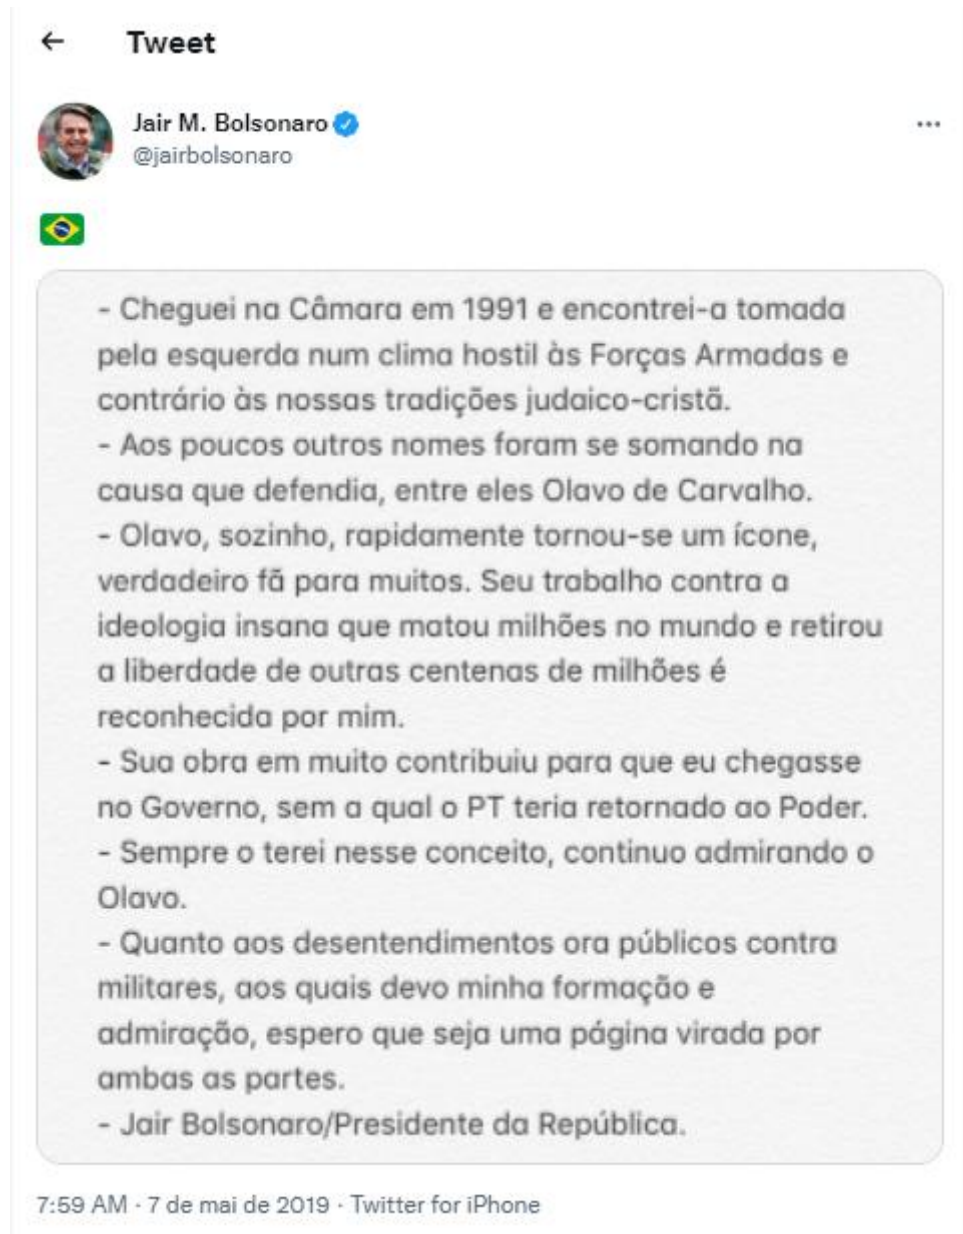 Tweet
Jair M. Bolsonaro
@jairbolsonaro
- Cheguei na Câmara em 1991 e encontrei-a tomada
pela esquerda num clima hostil às Forças Armadas e
contrário às nossas tradições judaico-cristã.
- Aos poucos outros nomes foram se somando na
causa que defendia, entre eles Olavo de Carvalho.
- Olavo, sozinho, rapidamente tornou-se um ícone,
verdadeiro fã para muitos. Seu trabalho contra a
ideologia insana que matou milhões no mundo e retirou
a liberdade de outras centenas de milhões é
reconhecida por mim.
- Sua obra em muito contribuiu para que eu chegasse
no Governo, sem a qual o PT teria retornado ao Poder.
- Sempre o terei nesse conceito, continuo admirando o
Olavo.
- Quanto aos desentendimentos ora públicos contra
militares, aos quais devo minha formação e
admiração, espero que seja uma página virada por
ambas as partes.
- Jair Bolsonaro/Presidente da República.
7:59 AM · 7 de mai de 2019 · Twitter for iPhone